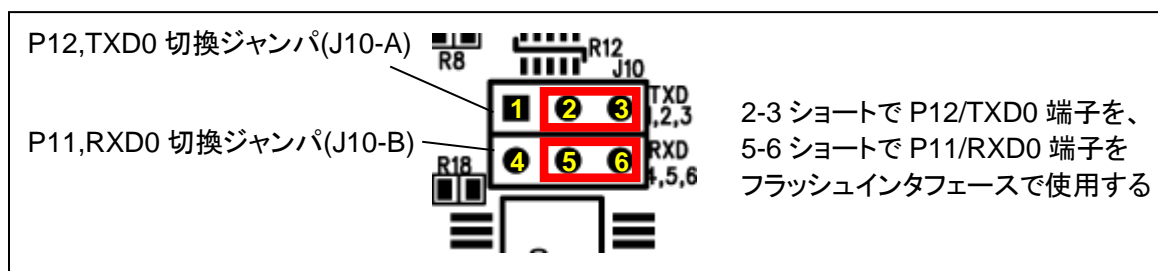 P12,TXD0 切換ジャンパ(J10-A)
R8
R12
J10
1 2 3
TXD
1,2,3
P11,RXD0 切換ジャンパ(J10-B)
4 5 6
RXD
4,5,6
R18
2-3 ショートで P12/TXD0 端子を、
5-6 ショートで P11/RXD0 端子を
フラッシュインタフェースで使用する